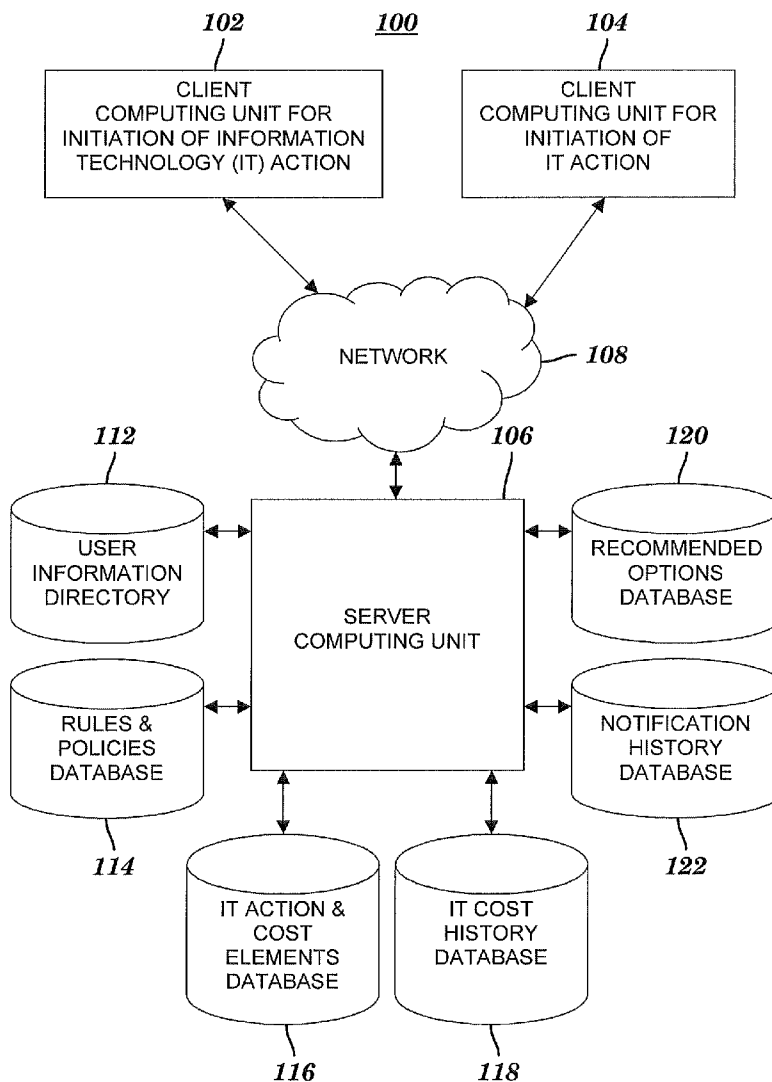 102
100
104
CLIENT
COMPUTING UNIT FOR
INITIATION OF INFORMATION
TECHNOLOGY (IT) ACTION
CLIENT
COMPUTING UNIT FOR
INITIATION OF
IT ACTION
NETWORK
108
112
106
120
USER
INFORMATION
DIRECTORY
SERVER
COMPUTING UNIT
RECOMMENDED
OPTIONS
DATABASE
RULES &
POLICIES
DATABASE
NOTIFICATION
HISTORY
DATABASE
114
122
IT ACTION &
COST
ELEMENTS
DATABASE
IT COST
HISTORY
DATABASE
116
118